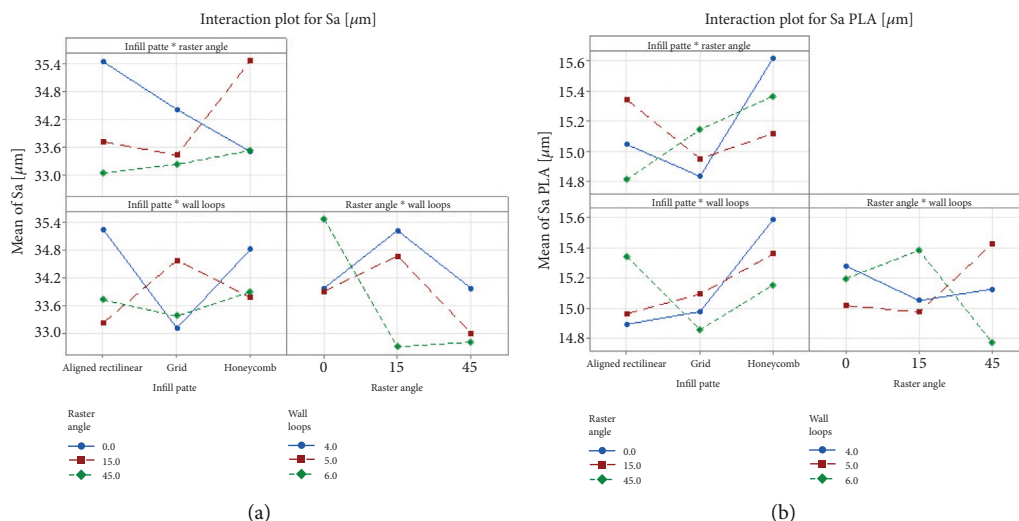 Interaction plot for Sa [μm]
Infill patte * raster angle
35.4
34.8
34.2
33.6
33.0
Mean of Sa [μm]
Infill patte * wall loops
Raster angle * wall loops
35.4
34.8
34.2
33.6
33.0
Aligned rectilinear Grid Honeycomb
0 15 45
Infill patte
Raster angle
Raster
angle
0.0
15.0
45.0
Wall
loops
4.0
5.0
6.0
(a)
Interaction plot for Sa PLA [μm]
Infill patte * raster angle
15.6
15.4
15.2
15.0
14.8
Mean of Sa PLA [μm]
Infill patte * wall loops
Raster angle * wall loops
15.6
15.4
15.2
15.0
14.8
Aligned rectilinear Grid Honeycomb
0 15 45
Infill patte
Raster angle
Raster
angle
0.0
15.0
45.0
Wall
loops
4.0
5.0
6.0
(b)